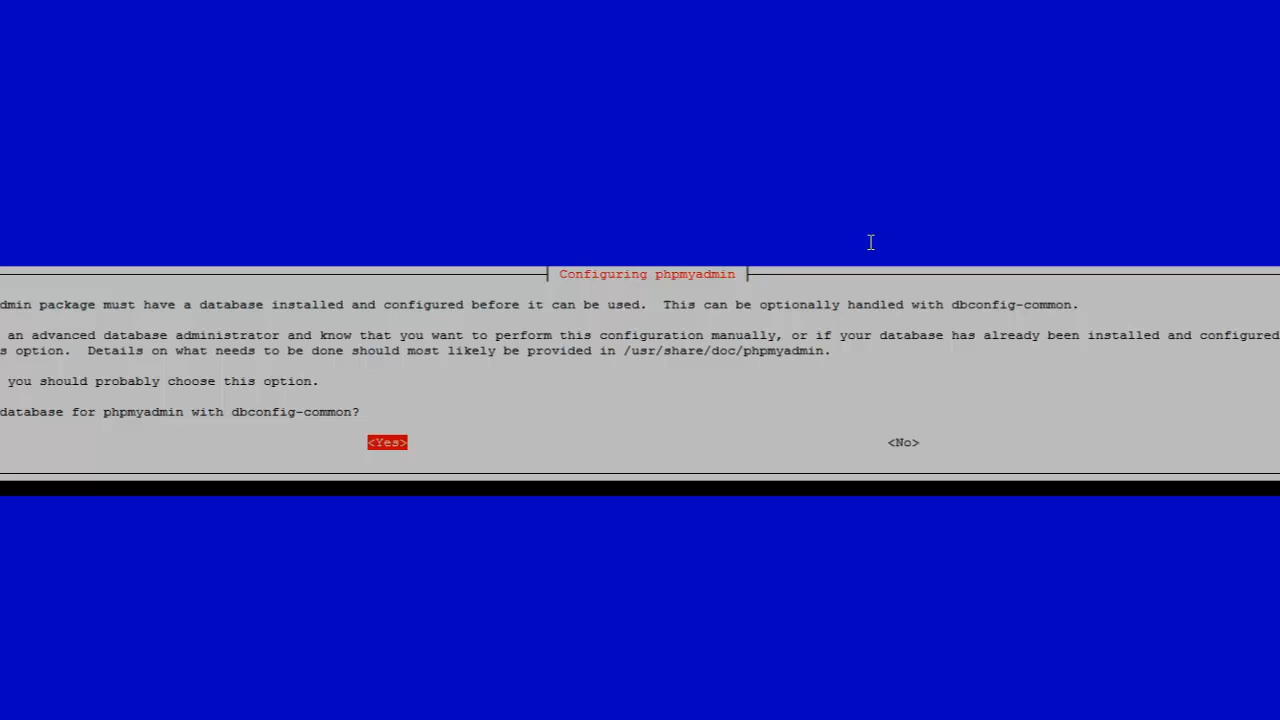 Configuring phpmyadmin
dmin package must have a database installed and configured before it can be used.  This can be optionally handled with dbconfig-common.
an advanced database administrator and know that you want to perform this configuration manually, or if your database has already been installed and configured
s option.  Details on what needs to be done should most likely be provided in /usr/share/doc/phpmyadmin.
you should probably choose this option.
database for phpmyadmin with dbconfig-common?
<Yes> <No>